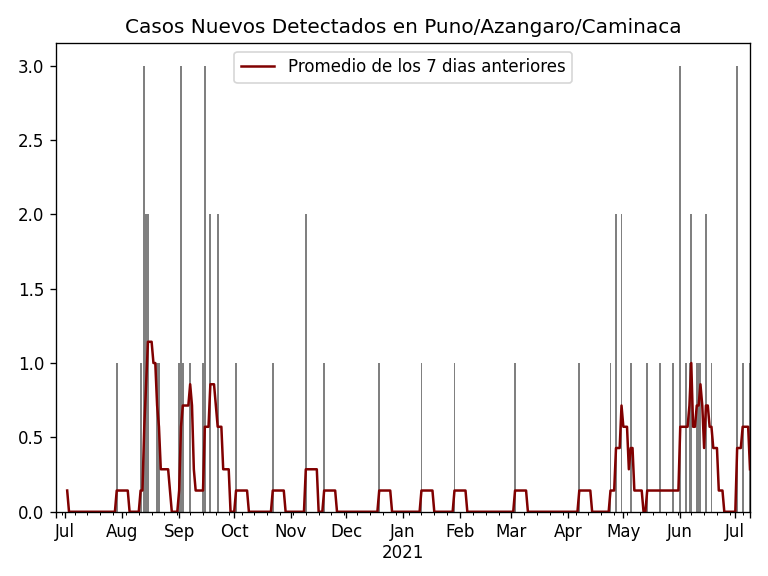 Casos Nuevos Detectados en Puno/Azangaro/Caminaca
Promedio de los 7 dias anteriores
3.0
2.5
2.0
1.5
1.0
0.5
0.0
Jul Aug Sep Oct Nov Dec Jan Feb Mar Apr May Jun Jul
2021